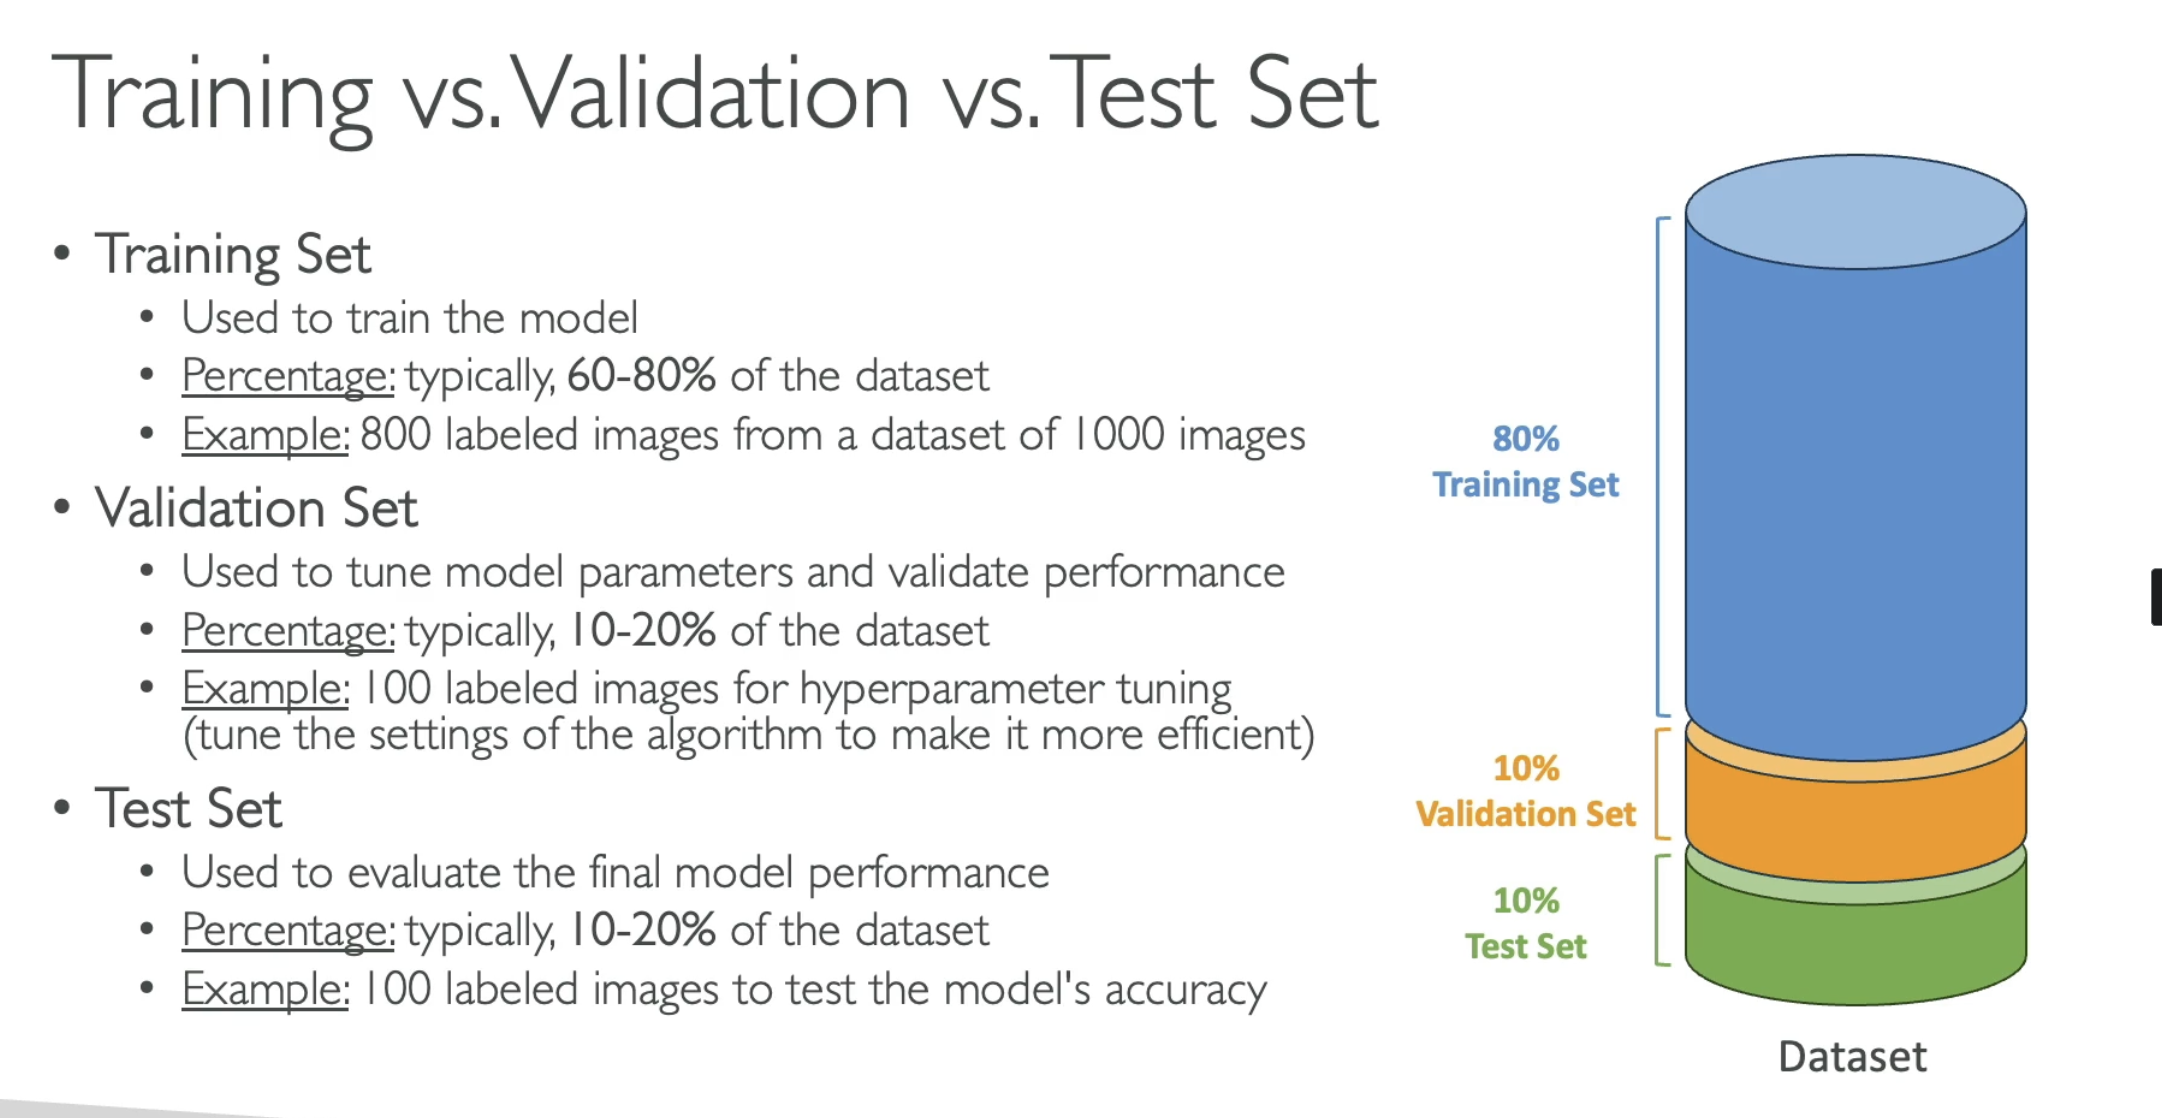 Training vs. Validation vs. Test Set
• Training Set
• Used to train the model
• Percentage: typically, 60-80% of the dataset
• Example: 800 labeled images from a dataset of 1000 images
• Validation Set
• Used to tune model parameters and validate performance
• Percentage: typically, 10-20% of the dataset
• Example: 100 labeled images for hyperparameter tuning
(tune the settings of the algorithm to make it more efficient)
• Test Set
• Used to evaluate the final model performance
• Percentage: typically, 10-20% of the dataset
• Example: 100 labeled images to test the model's accuracy
80%
Training Set
10%
Validation Set
10%
Test Set
Dataset